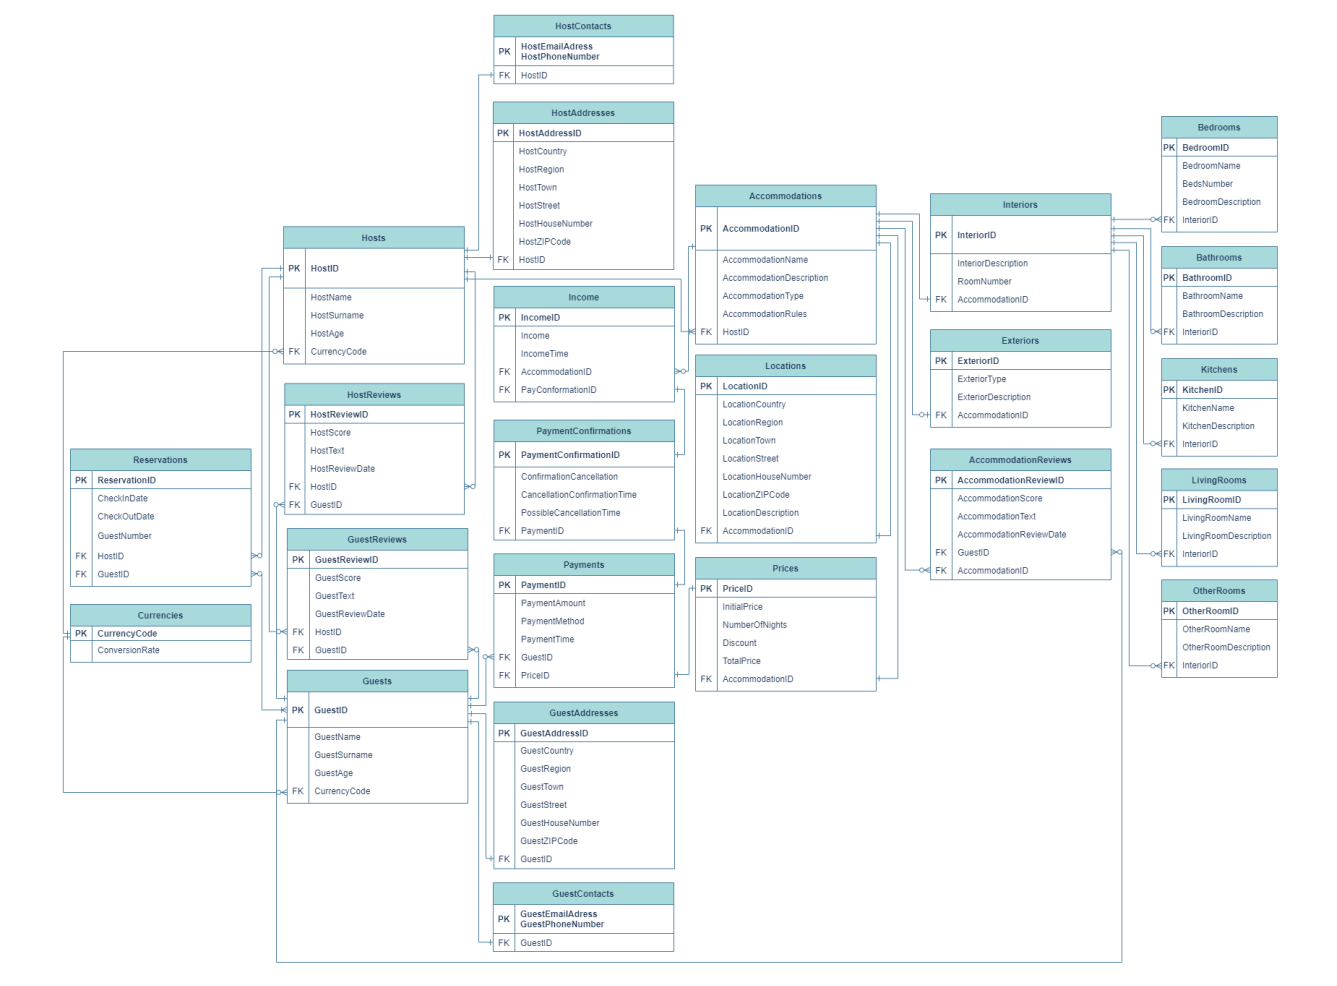 HostContacts
PK HostEmailAdress
HostPhoneNumber
FK HostID
HostAddresses
PK HostAddressID
HostCountry
HostRegion
HostTown
HostStreet
HostHouseNumber
HostZIPCode
FK HostID
Hosts
PK HostID
HostName
HostSurname
HostAge
FK CurrencyCode
Income
PK IncomeID
Income
IncomeTime
FK AccommodationID
FK PayConformationID
Accommodations
PK AccommodationID
AccommodationName
AccommodationDescription
AccommodationType
AccommodationRules
FK HostID
Interiors
PK InteriorID
InteriorDescription
RoomNumber
FK AccommodationID
Bedrooms
PK BedroomID
BedroomName
BedsNumber
BedroomDescription
FK InteriorID
Bathrooms
PK BathroomID
BathroomName
BathroomDescription
FK InteriorID
Exteriors
PK ExteriorID
ExteriorType
ExteriorDescription
FK AccommodationID
Kitchens
PK KitchenID
KitchenName
KitchenDescription
FK InteriorID
Locations
PK LocationID
LocationCountry
LocationRegion
LocationTown
LocationStreet
LocationHouseNumber
LocationZIPCode
LocationDescription
FK AccommodationID
HostReviews
PK HostReviewID
HostScore
HostText
HostReviewDate
FK HostID
FK GuestID
PaymentConfirmations
PK PaymentConfirmationID
ConfirmationCancellation
CancellationConfirmationTime
PossibleCancellationTime
FK PaymentID
Reservations
PK ReservationID
CheckInDate
CheckOutDate
GuestNumber
FK HostID
FK GuestID
AccommodationReviews
PK AccommodationReviewID
AccommodationScore
AccommodationText
AccommodationReviewDate
FK GuestID
FK AccommodationID
LivingRooms
PK LivingRoomID
LivingRoomName
LivingRoomDescription
FK InteriorID
GuestReviews
PK GuestReviewID
GuestScore
GuestText
GuestReviewDate
FK HostID
FK GuestID
Payments
PK PaymentID
PaymentAmount
PaymentMethod
PaymentTime
FK GuestID
FK PriceID
Prices
PK PriceID
InitialPrice
NumberOfNights
Discount
TotalPrice
FK AccommodationID
OtherRooms
PK OtherRoomID
OtherRoomName
OtherRoomDescription
FK InteriorID
Currencies
PK CurrencyCode
ConversionRate
Guests
PK GuestID
GuestName
GuestSurname
GuestAge
FK CurrencyCode
GuestAddresses
PK GuestAddressID
GuestCountry
GuestRegion
GuestTown
GuestStreet
GuestHouseNumber
GuestZIPCode
FK GuestID
GuestContacts
PK GuestEmailAdress
GuestPhoneNumber
FK GuestID